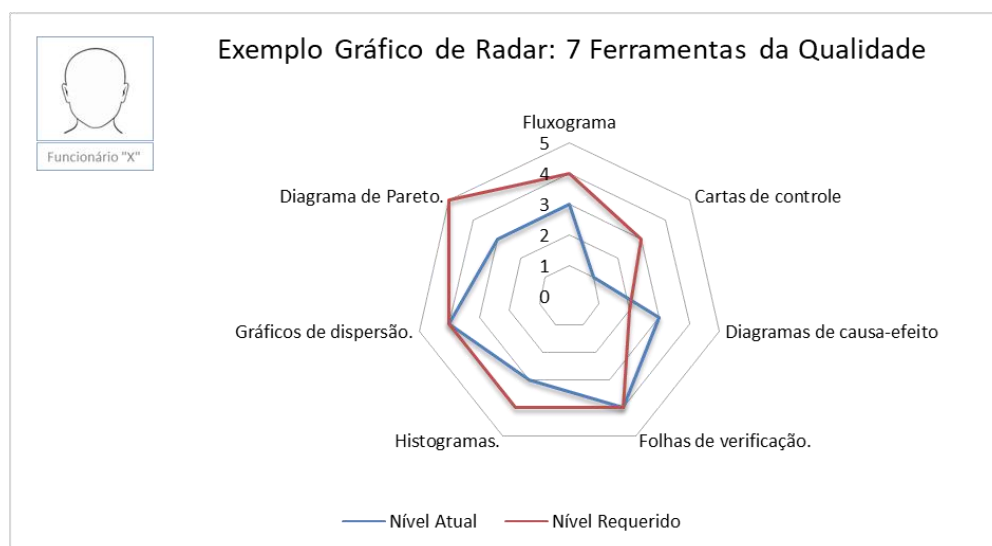 Exemplo Gráfico de Radar: 7 Ferramentas da Qualidade
Funcionário "X"
Fluxograma
5
4
3
2
1
0
Cartas de controle
Diagramas de causa-efeito
Folhas de verificação.
Histogramas.
Gráficos de dispersão.
Diagrama de Pareto.
Nível Atual
Nível Requerido